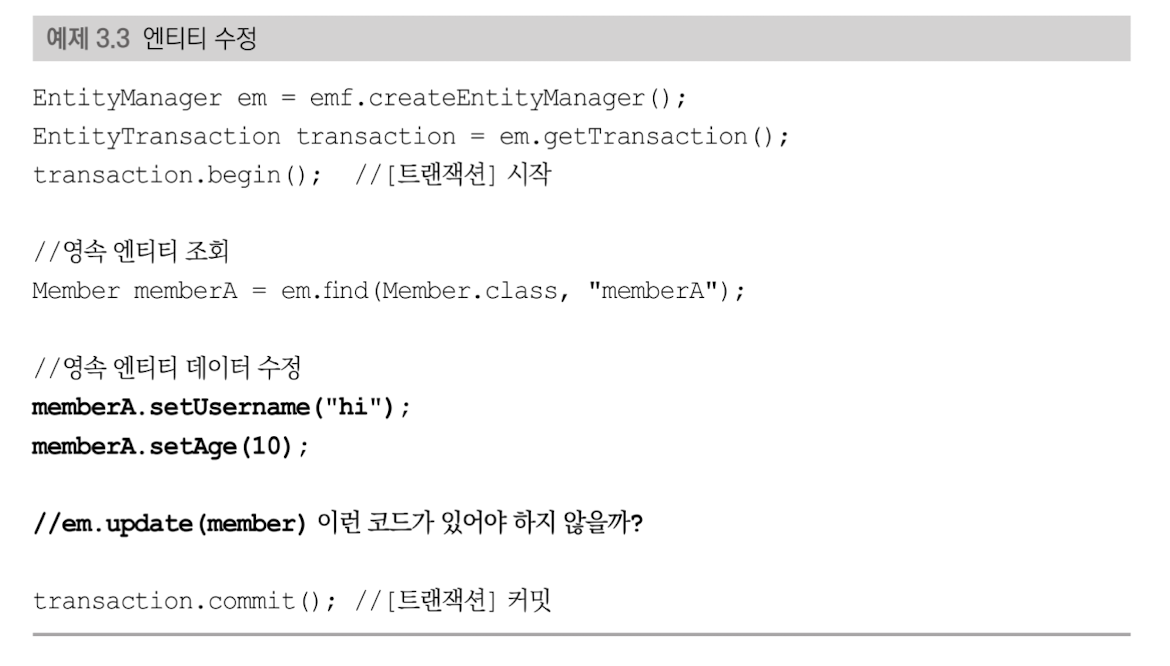 예제 3.3 엔티티 수정
EntityManager em = emf.createEntityManager();
EntityTransaction transaction = em.getTransaction();
transaction.begin(); //[트랜잭션] 시작
//영속 엔티티 조회
Member memberA = em.find(Member.class, "memberA");
//영속 엔티티 데이터 수정
memberA.setUsername("hi");
memberA.setAge(10);
//em.update(member) 이런 코드가 있어야 하지 않을까?
transaction.commit(); //[트랜잭션] 커밋